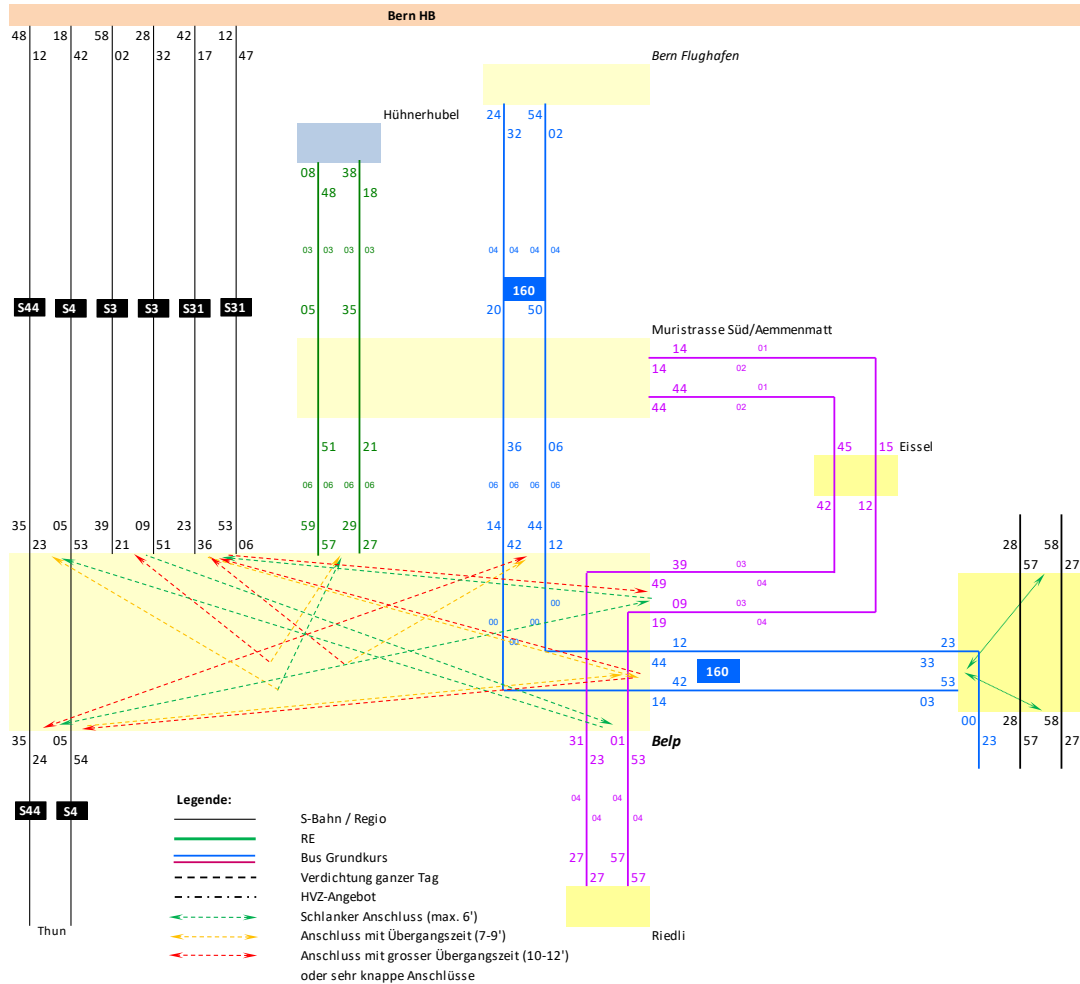 Bern HB
48 18 58 28 42 12
12 42 02 32 17 47
Bern Flughafen
24 54
32 02
Hühnerhubel
08 38
48 18
03 03 03 03
04 04 04 04
160
S44 S4 S3 S3 S31 S31
05 35
20 50
Muristrasse Süd/Aemmenmatt
14 01
14 02
44 01
44 02
51 21
36 06
45 15 Eissel
06 06 06 06
06 06 06 06
42 12
35 05 39 09 23 53
59 29
14 44
23 53 21 51 36 06
57 27
42 12
28 58
57 27
39 03
49 04
09 03
19 04
00
00 00
00
12 23
44 33
160
42 53
14 03
00 28 58
23 57 27
35 05
24 54
31 01
23 53
Belp
04 04
04 04
27 57
27 57
Riedli
S44 S4
Thun
Legende:
S-Bahn / Regio
RE
Bus Grundkurs
Verdichtung ganzer Tag
HVZ-Angebot
Schlanker Anschluss (max. 6')
Anschluss mit Übergangszeit (7-9')
Anschluss mit grosser Übergangszeit (10-12')
oder sehr knappe Anschlüsse